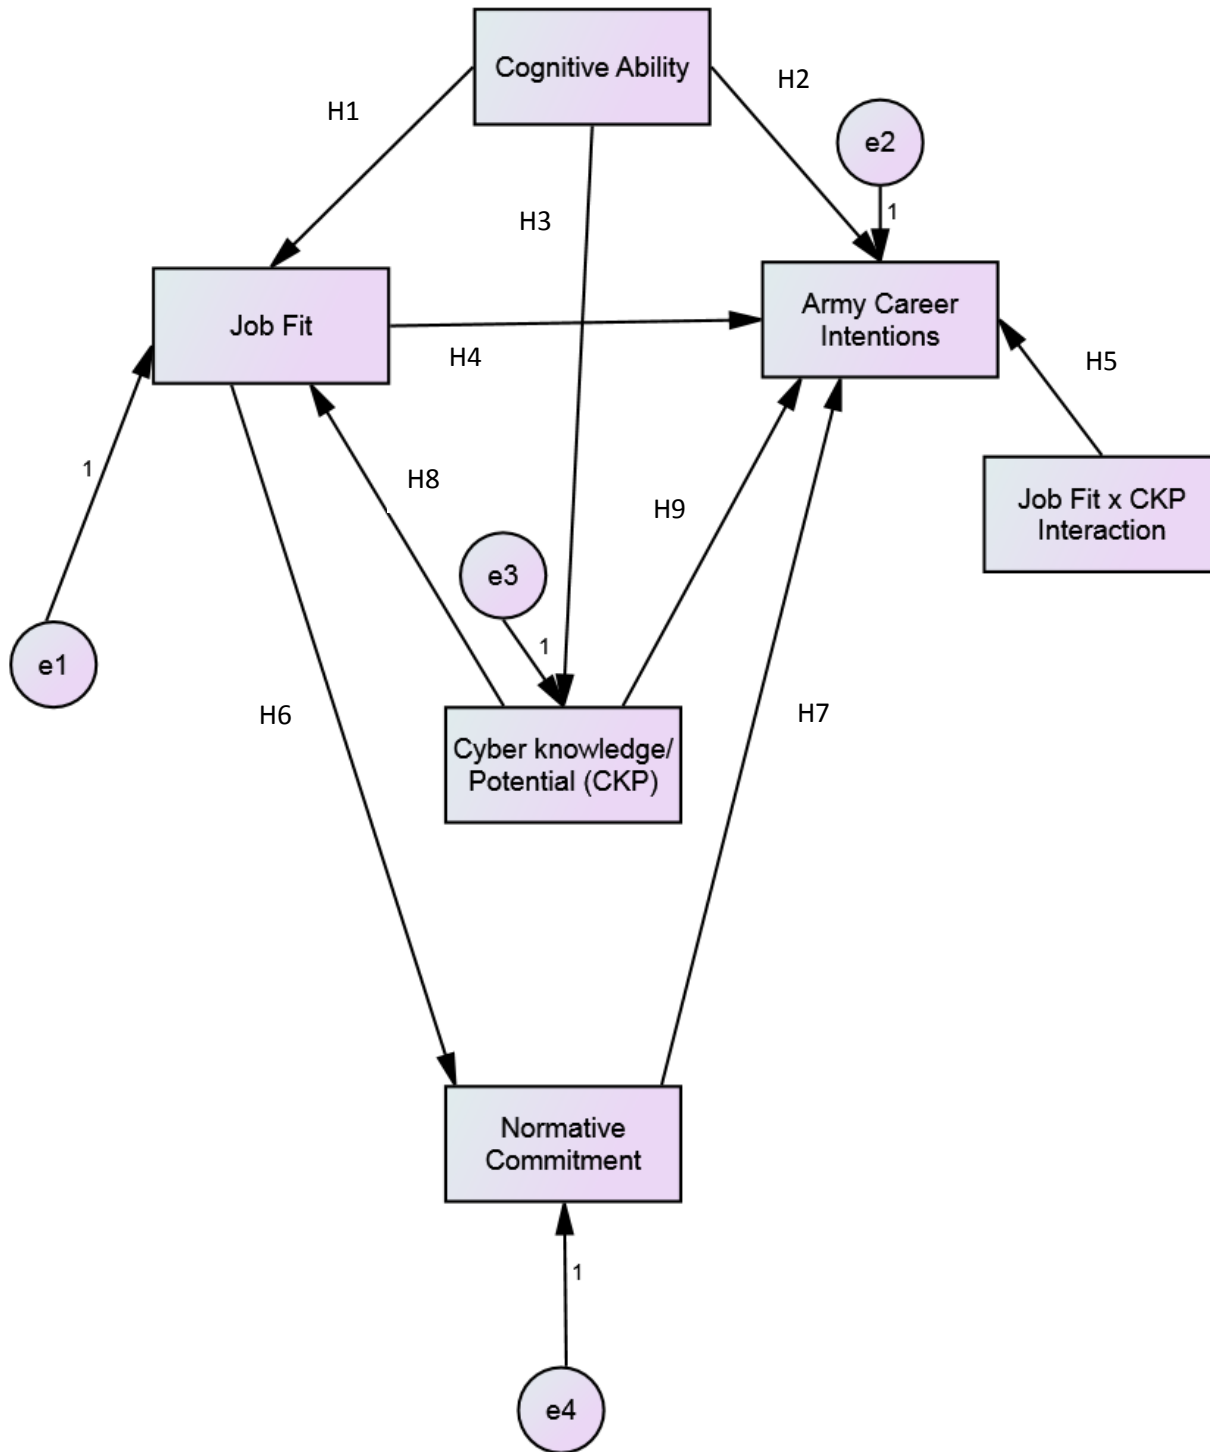 Cognitive Ability
H1
H2
e2
1
H3
Job Fit
Army Career
Intentions
H4
H5
1
H8
Job Fit x CKP
Interaction
H9
e3
1
e1
H6
H7
Cyber knowledge/
Potential (CKP)
Normative
Commitment
1
e4